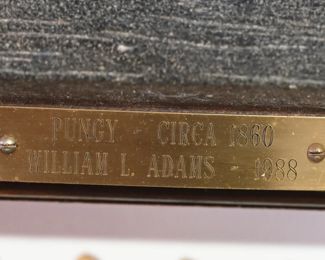 PUNGY - CIRCA 1860
WILLIAM L. ADAMS - 1988